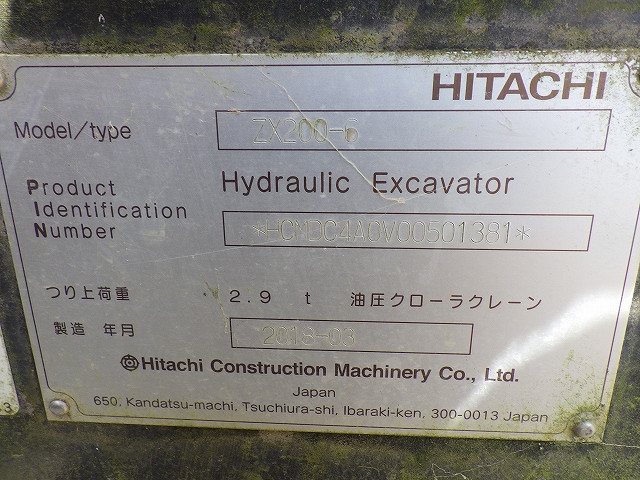 HITACHI
Model/type ZX200-6
Product Identification Number Hydraulic Excavator
*HCMDC4A0V00501381*
つり上荷重 2.9 t 油圧クローラクレーン
製造 年月 2018-03
Hitachi Construction Machinery Co., Ltd.
Japan
650, Kandatsu-machi, Tsuchiura-shi, Ibaraki-ken, 300-0013 Japan
3